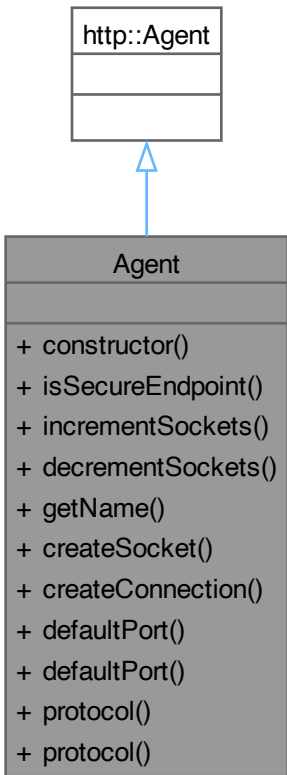 http::Agent
Agent
+ constructor()
+ isSecureEndpoint()
+ incrementSockets()
+ decrementSockets()
+ getName()
+ createSocket()
+ createConnection()
+ defaultPort()
+ defaultPort()
+ protocol()
+ protocol()